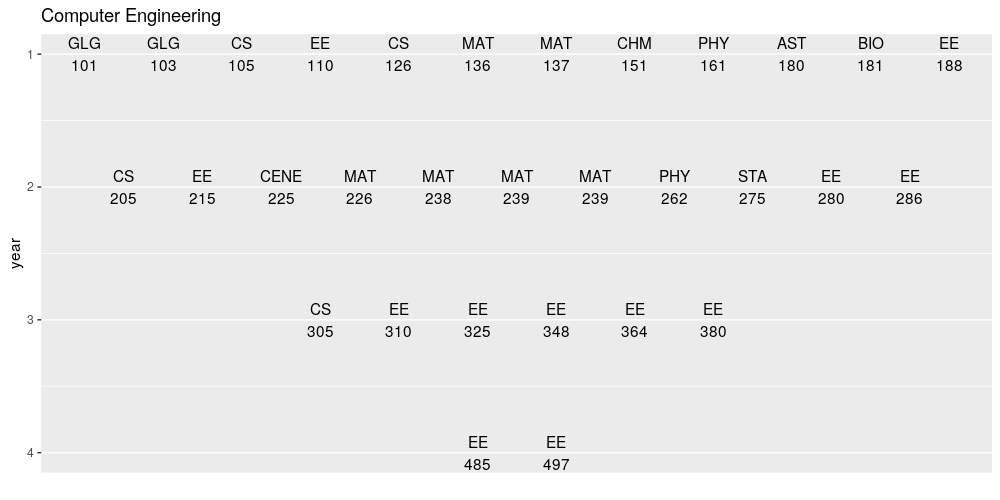 Computer Engineering
GLG GLG CS EE CS MAT MAT CHM PHY AST BIO EE
1
101 103 105 110 126 136 137 151 161 180 181 188
CS EE CENE MAT MAT MAT MAT PHY STA EE EE
2
205 215 225 226 238 239 239 262 275 280 286
year
CS EE EE EE EE EE
3
305 310 325 348 364 380
EE EE
4
485 497